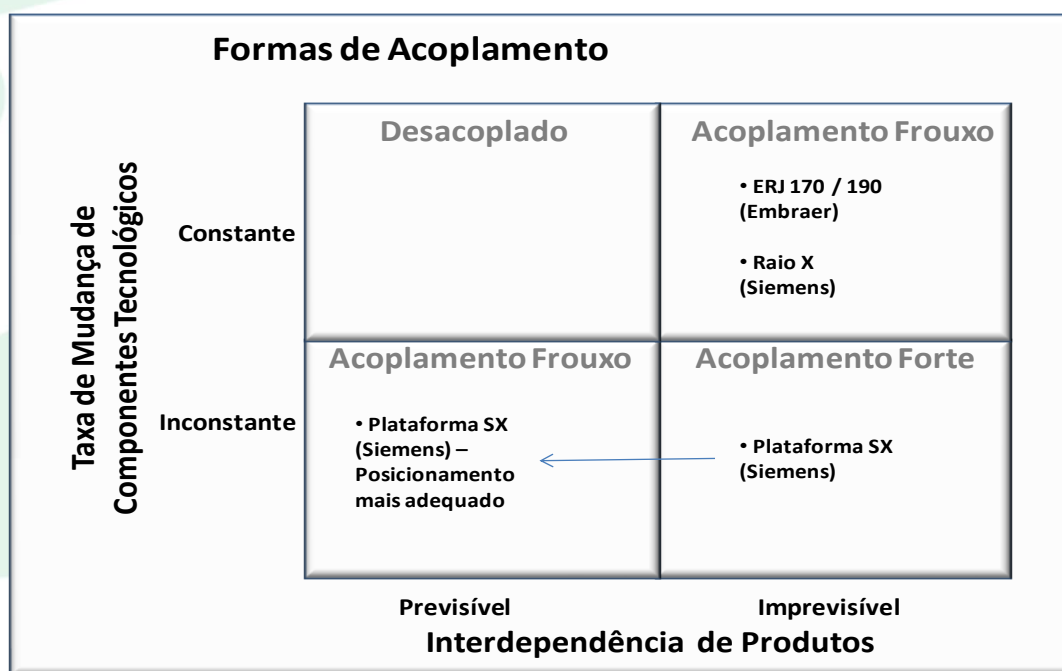 Formas de Acoplamento
Taxa de Mudança de
Componentes Tecnológicos
Constante
Inconstante
Desacoplado
Acoplamento Frouxo
• ERJ 170 / 190
(Embraer)
• Raio X
(Siemens)
Acoplamento Frouxo
• Plataforma SX
(Siemens) –
Posicionamento
mais adequado
Acoplamento Forte
• Plataforma SX
(Siemens)
Previsível
Imprevisível
Interdependência de Produtos